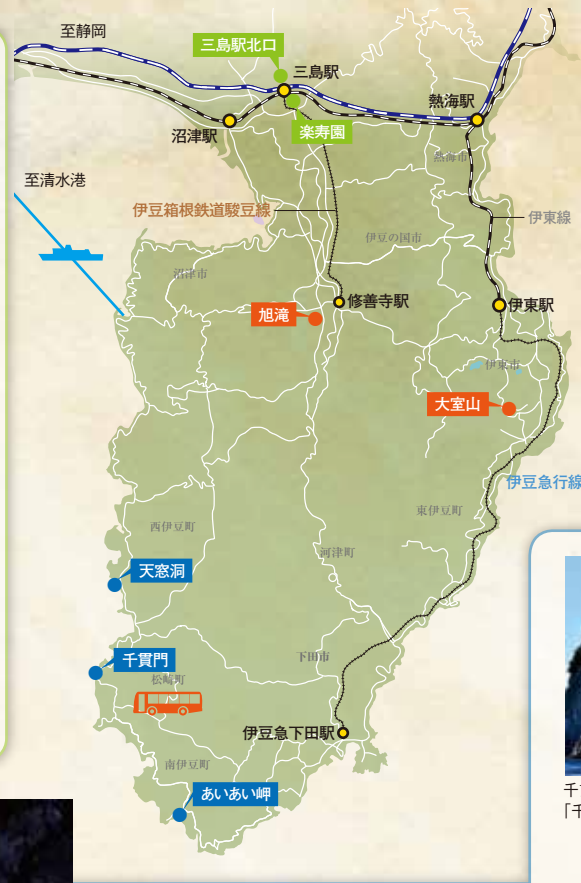 至静岡
三島駅北口
三島駅
熱海駅
沼津駅
楽寿園
熱海市
至清水港
伊豆箱根鉄道駿豆線
伊東線
伊豆の国市
沼津市
修善寺駅
伊東駅
旭滝
伊東市
大室山
伊豆急行線
東伊豆町
西伊豆町
河津町
天窓洞
千貫門
下田市
松崎町
伊豆急下田駅
南伊豆町
あいあい岬
千
「千